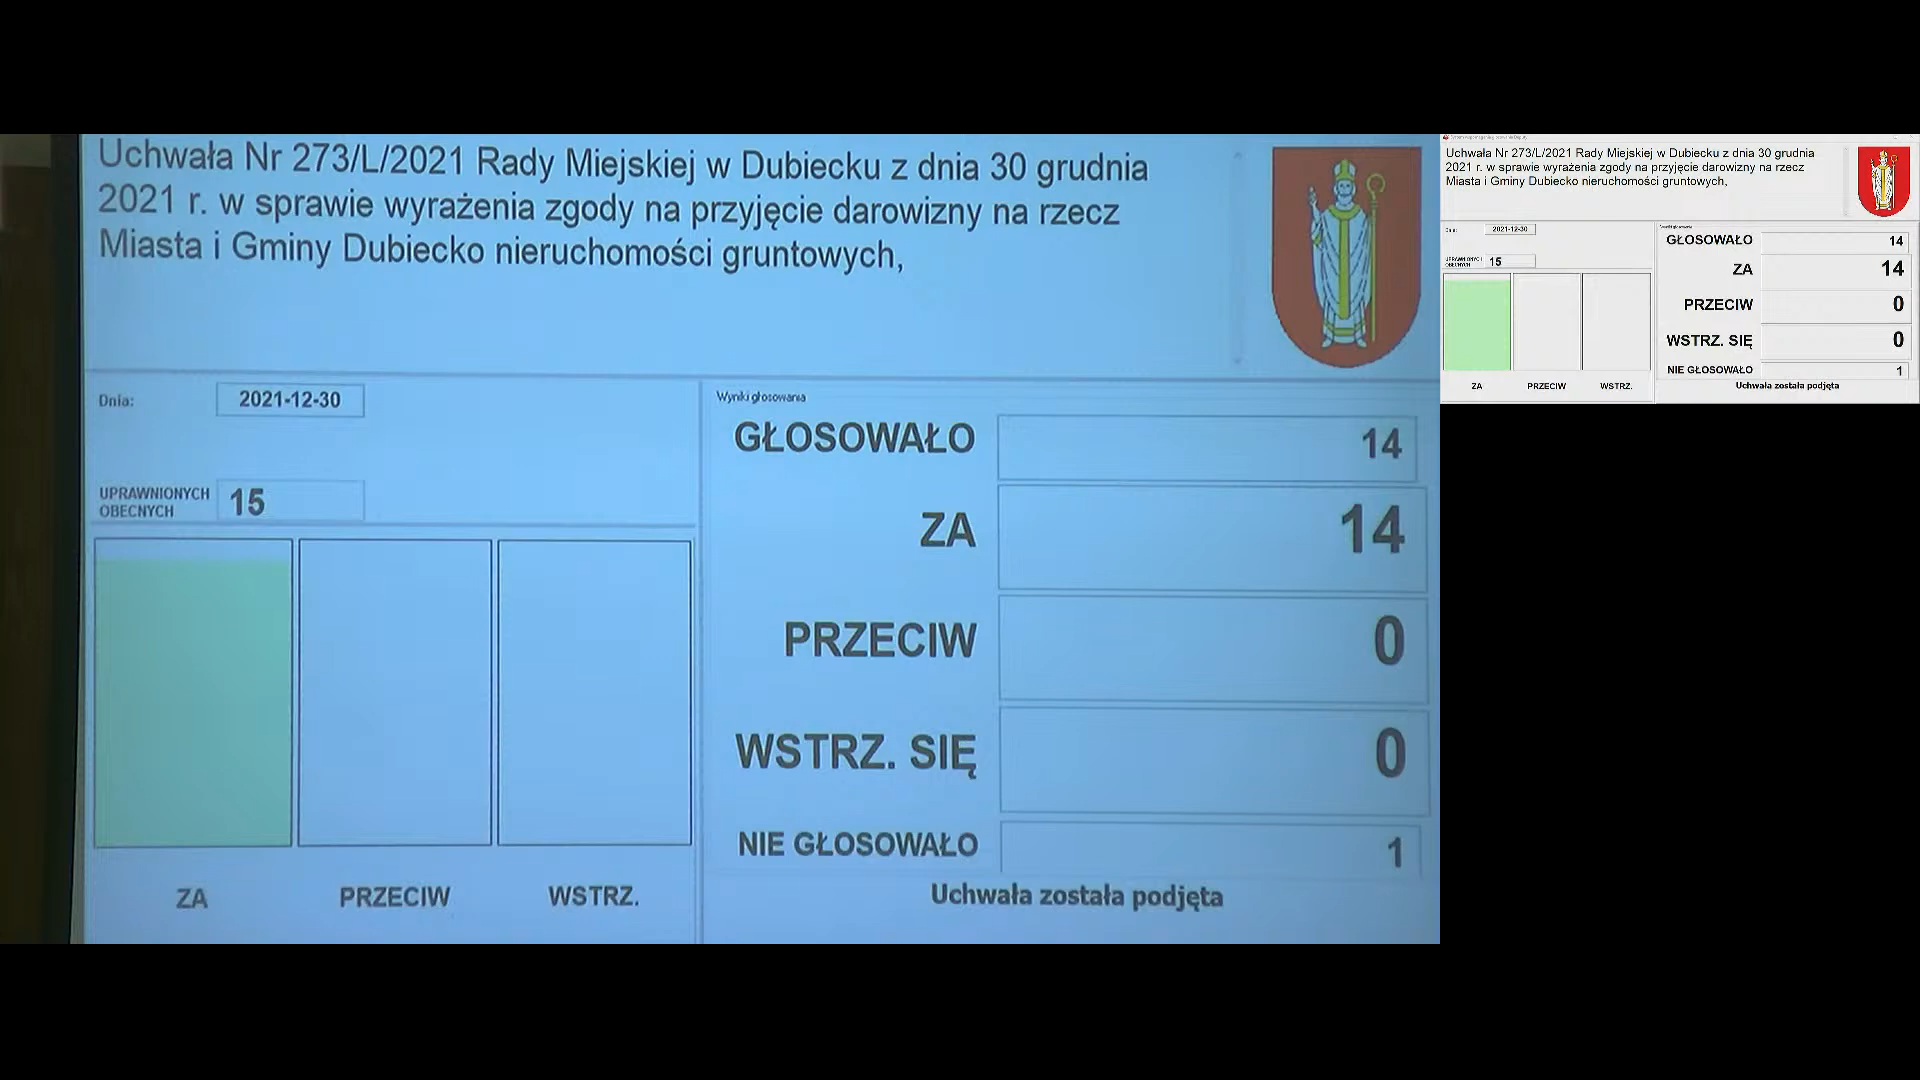 Uchwała Nr 273/L/2021 Rady Miejskiej w Dubiecku z dnia 30 grudnia
2021 r. w sprawie wyrażenia zgody na przyjęcie darowizny na rzecz
Miasta i Gminy Dubiecko nieruchomości gruntowych,
Dnia: 2021-12-30
UPRAWNIONYCH
OBECNYCH 15
ZA PRZECIW WSTRZ.
Wyniki głosowania
GŁOSOWAŁO 14
ZA 14
PRZECIW 0
WSTRZ. SIĘ 0
NIE GŁOSOWAŁO 1
Uchwała została podjęta
Uchwała Nr 273/L/2021 Rady Miejskiej w Dubiecku z dnia 30 grudnia
2021 r. w sprawie wyrażenia zgody na przyjęcie darowizny na rzecz
Miasta i Gminy Dubiecko nieruchomości gruntowych,
Dnia: 2021-12-30
UPRAWNIONYCH
OBECNYCH 15
ZA PRZECIW WSTRZ.
Wyniki głosowania
GŁOSOWAŁO 14
ZA 14
PRZECIW 0
WSTRZ. SIĘ 0
NIE GŁOSOWAŁO 1
Uchwała została podjęta